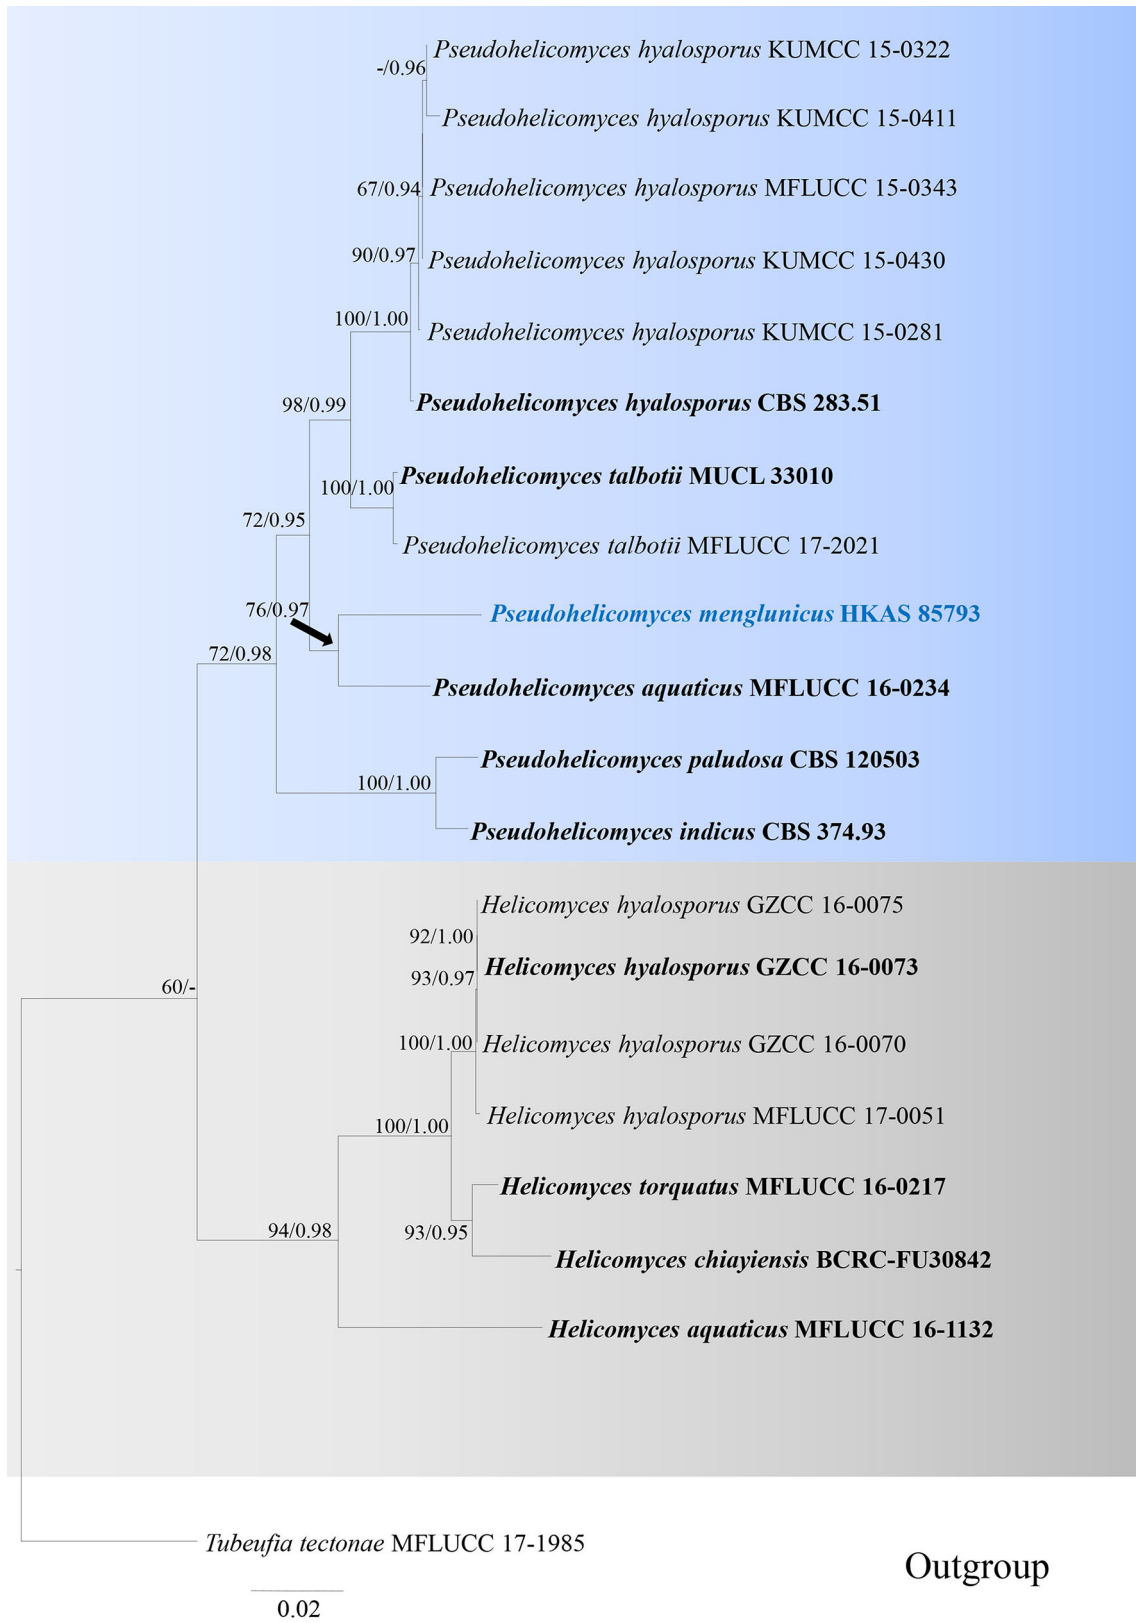 Pseudohelicomyces hyalosporus KUMCC 15-0322
-/0.96
Pseudohelicomyces hyalosporus KUMCC 15-0411
67/0.94
Pseudohelicomyces hyalosporus MFLUCC 15-0343
90/0.97
Pseudohelicomyces hyalosporus KUMCC 15-0430
100/1.00
Pseudohelicomyces hyalosporus KUMCC 15-0281
98/0.99
Pseudohelicomyces hyalosporus CBS 283.51
Pseudohelicomyces talbotii MUCL 33010
100/1.00
72/0.95
Pseudohelicomyces talbotii MFLUCC 17-2021
76/0.97
Pseudohelicomyces menglunicus HKAS 85793
72/0.98
Pseudohelicomyces aquaticus MFLUCC 16-0234
Pseudohelicomyces paludosa CBS 120503
100/1.00
Pseudohelicomyces indicus CBS 374.93
Helicomyces hyalosporus GZCC 16-0075
92/1.00
Helicomyces hyalosporus GZCC 16-0073
93/0.97
60/-
100/1.00
Helicomyces hyalosporus GZCC 16-0070
Helicomyces hyalosporus MFLUCC 17-0051
100/1.00
Helicomyces torquatus MFLUCC 16-0217
94/0.98
93/0.95
Helicomyces chiayiensis BCRC-FU30842
Helicomyces aquaticus MFLUCC 16-1132
Tubeufia tectonae MFLUCC 17-1985
Outgroup
0.02